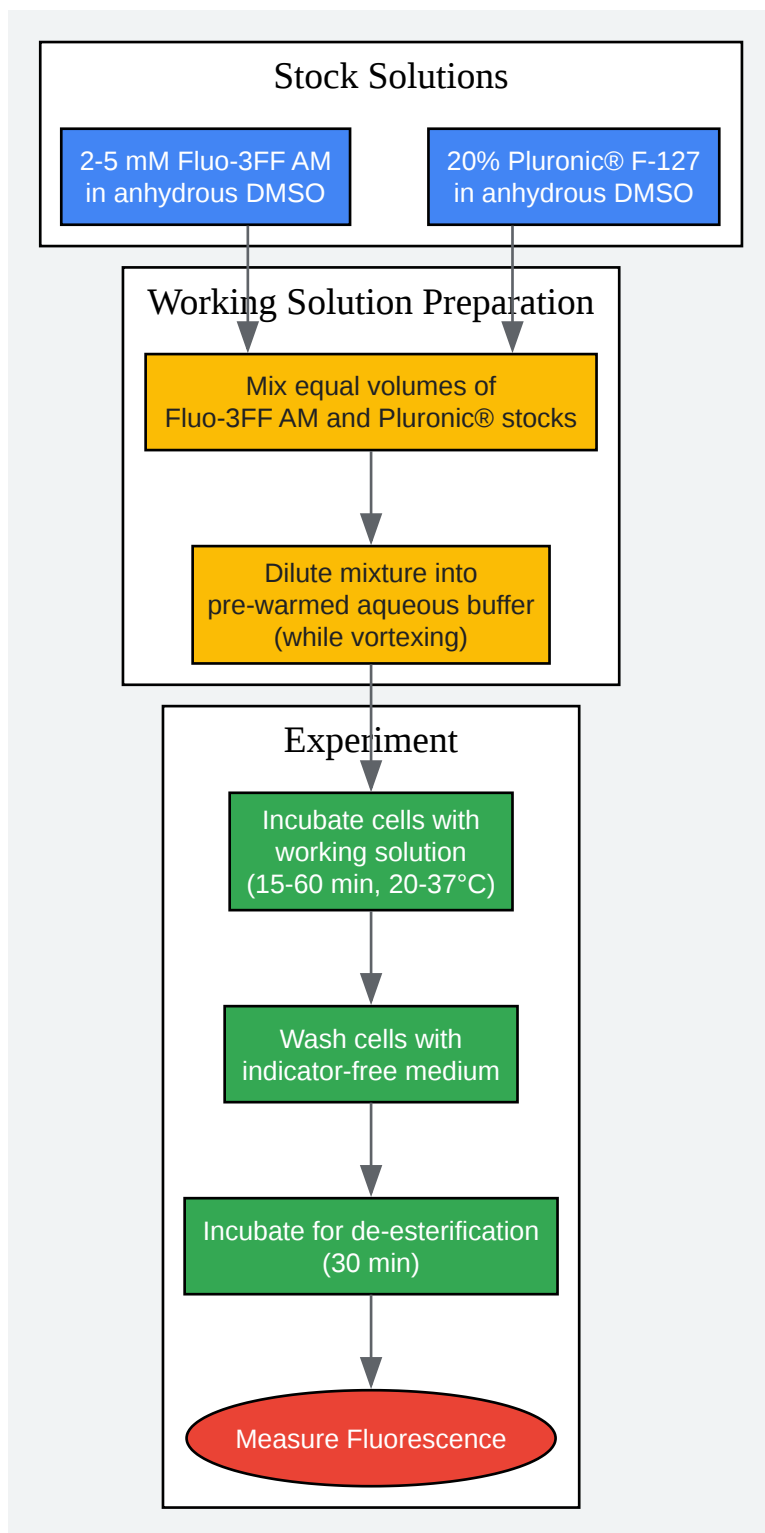 Stock Solutions
2-5 mM Fluo-3FF AM
in anhydrous DMSO
20% Pluronic® F-127
in anhydrous DMSO
Working Solution Preparation
Mix equal volumes of
Fluo-3FF AM and Pluronic® stocks
Dilute mixture into
pre-warmed aqueous buffer
(while vortexing)
Experiment
Incubate cells with
working solution
(15-60 min, 20-37°C)
Wash cells with
indicator-free medium
Incubate for de-esterification
(30 min)
Measure Fluorescence